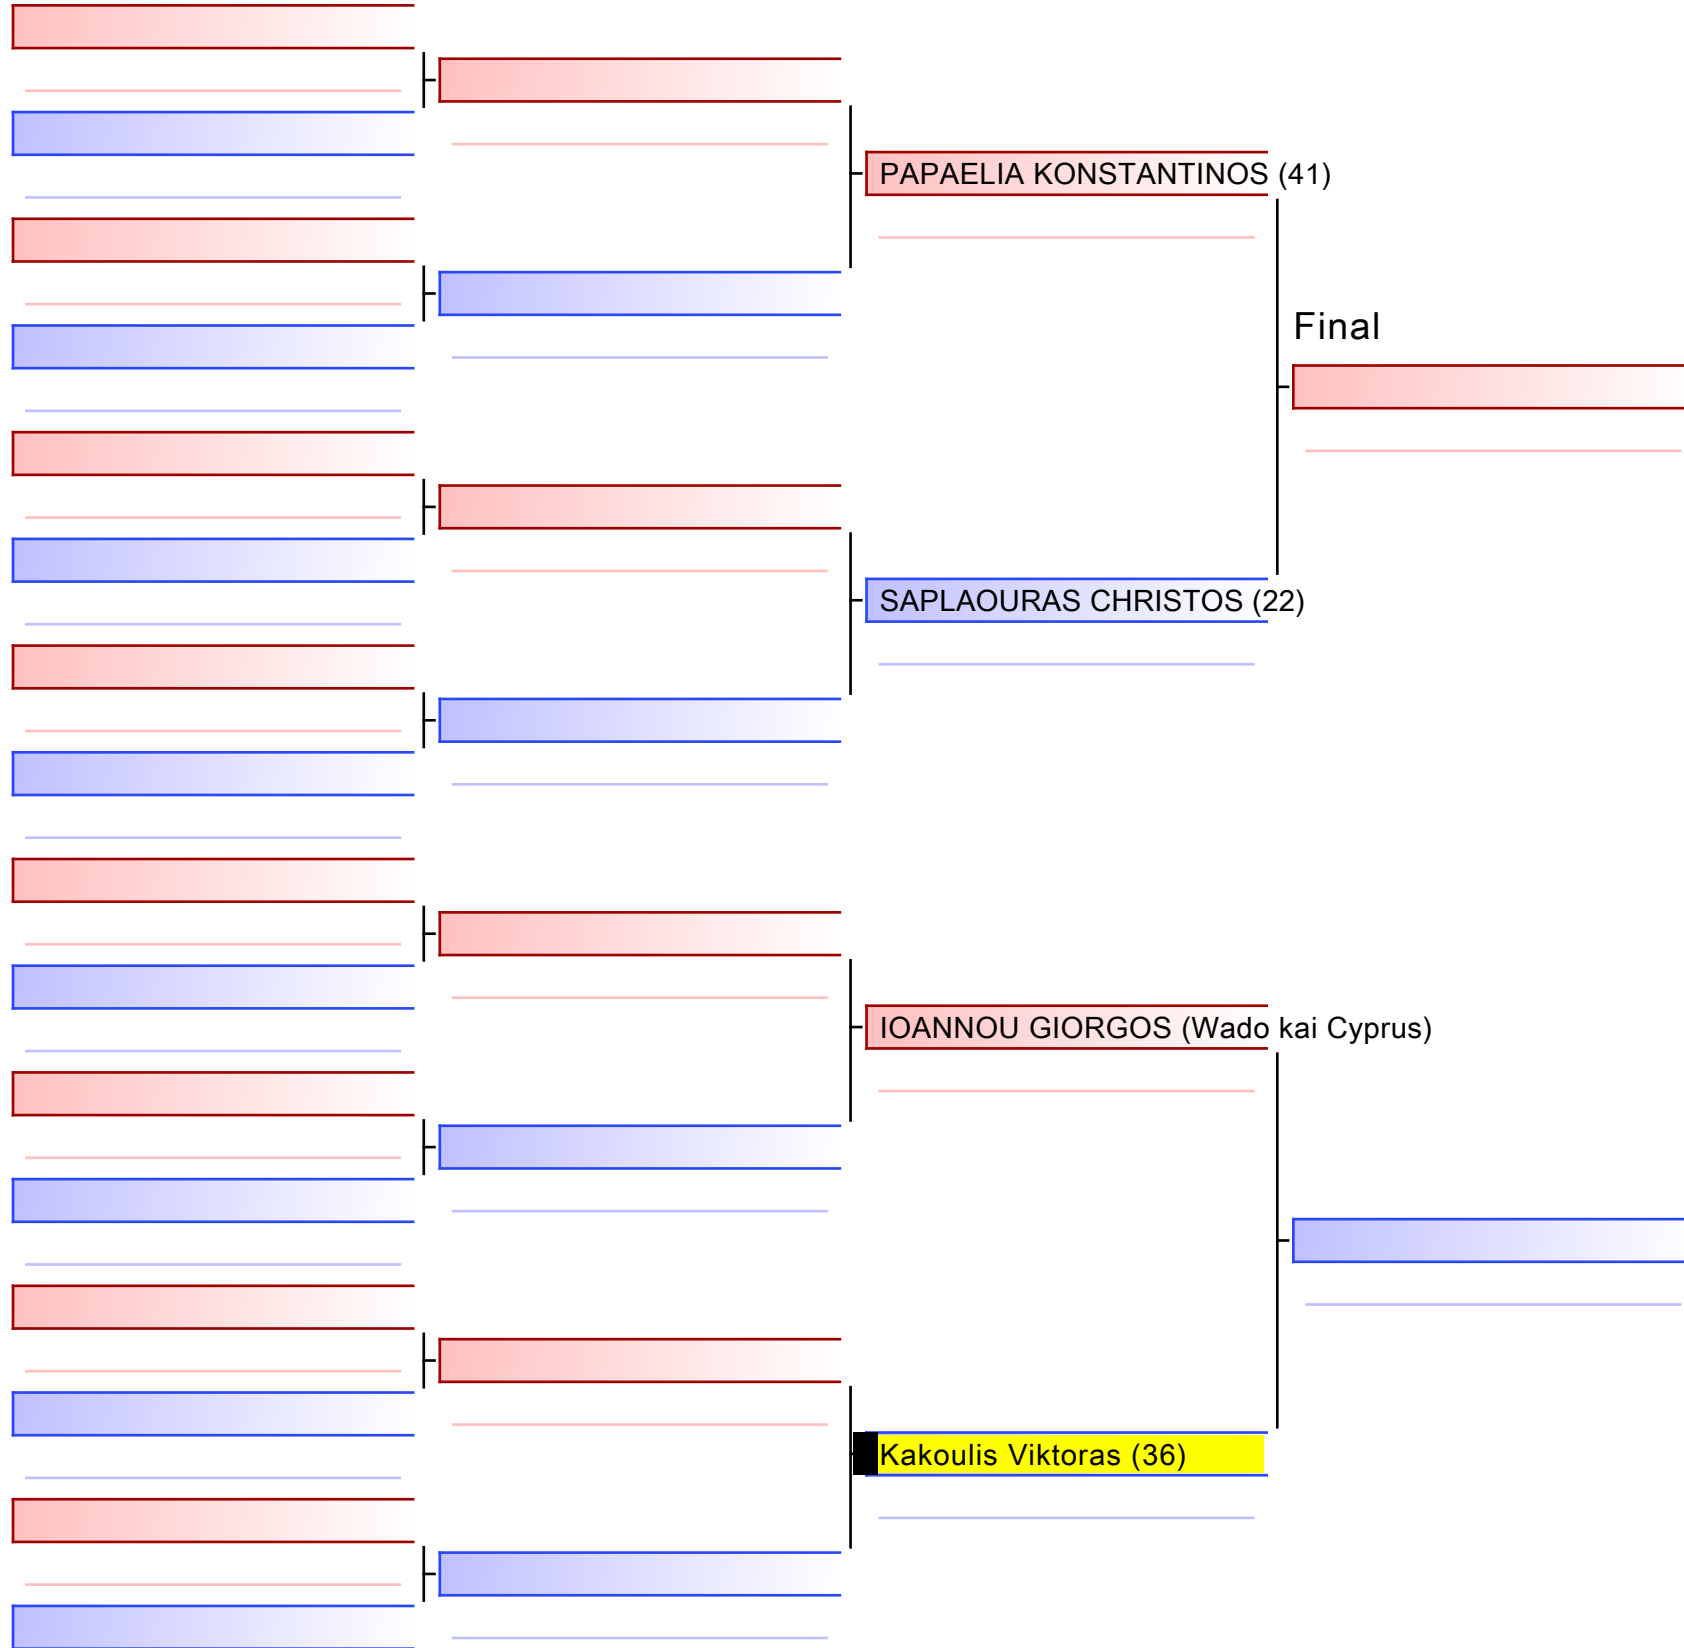 PAPAELIA KONSTANTINOS (41)
Final
SAPLAOURAS CHRISTOS (22)
IOANNOU GIORGOS (Wado kai Cyprus)
Kakoulis Viktoras (36)